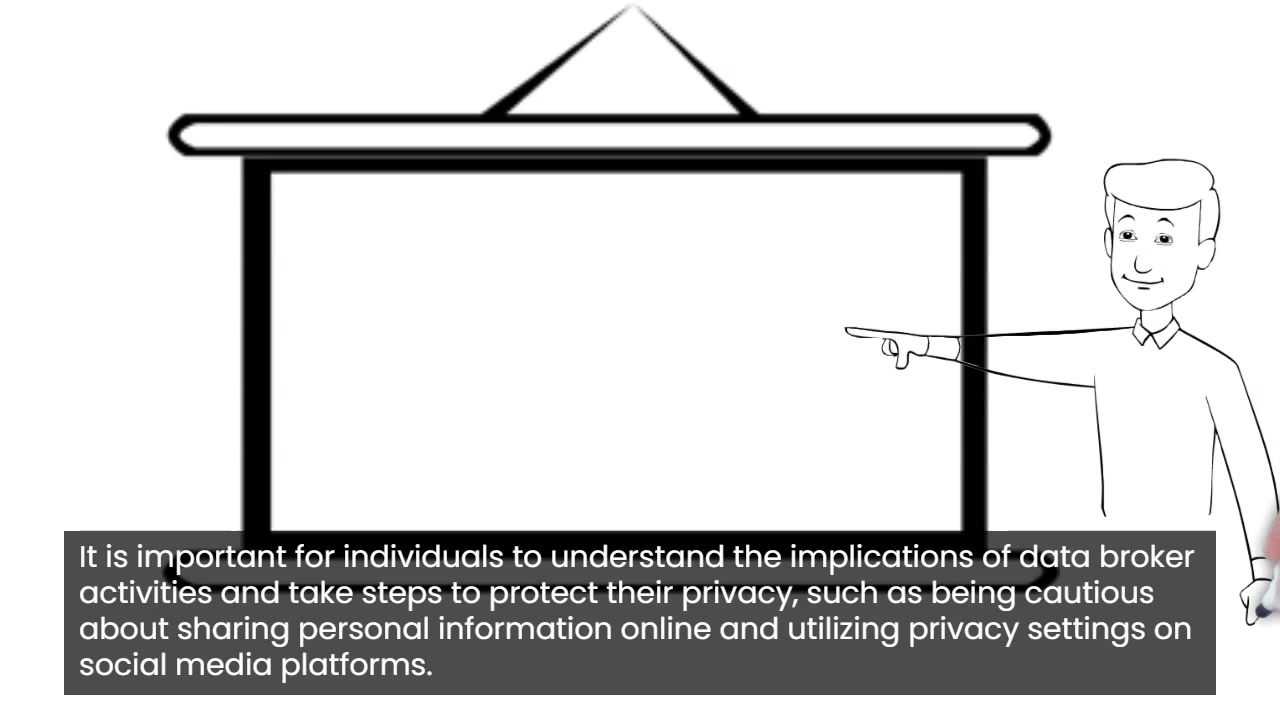 It is important for individuals to understand the implications of data broker
activities and take steps to protect their privacy, such as being cautious
about sharing personal information online and utilizing privacy settings on
social media platforms.